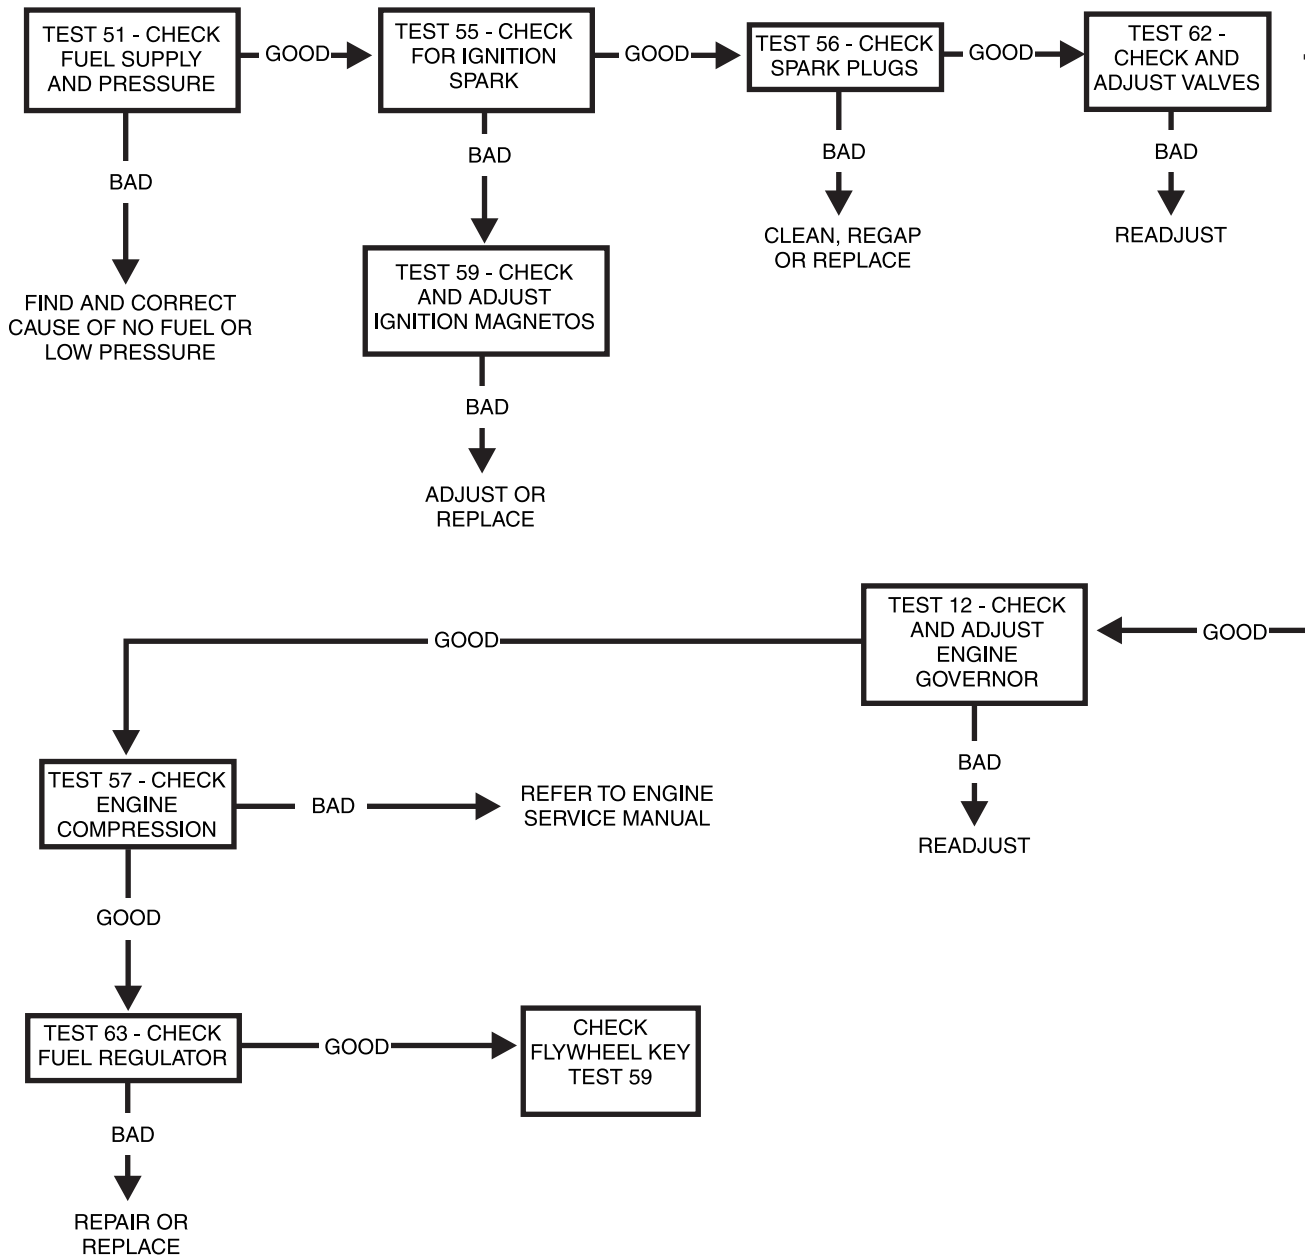 TEST 51 - CHECK
FUEL SUPPLY
AND PRESSURE
GOOD
TEST 55 - CHECK
FOR IGNITION
SPARK
GOOD
TEST 56 - CHECK
SPARK PLUGS
GOOD
TEST 62 -
CHECK AND
ADJUST VALVES
BAD
BAD
BAD
BAD
FIND AND CORRECT
CAUSE OF NO FUEL OR
LOW PRESSURE
TEST 59 - CHECK
AND ADJUST
IGNITION MAGNETOS
CLEAN, REGAP
OR REPLACE
READJUST
BAD
ADJUST OR
REPLACE
GOOD
TEST 12 - CHECK
AND ADJUST
ENGINE
GOVERNOR
GOOD
BAD
READJUST
TEST 57 - CHECK
ENGINE
COMPRESSION
BAD
REFER TO ENGINE
SERVICE MANUAL
GOOD
TEST 63 - CHECK
FUEL REGULATOR
GOOD
CHECK
FLYWHEEL KEY
TEST 59
BAD
REPAIR OR
REPLACE